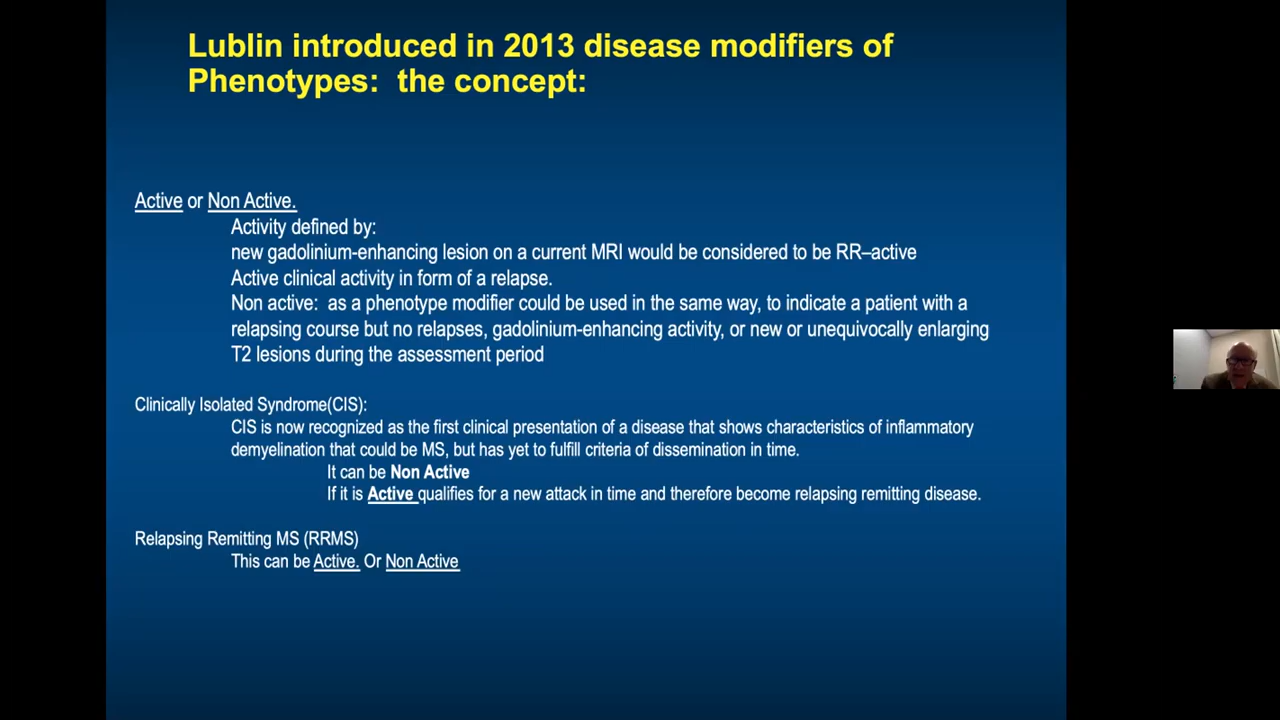 Lublin introduced in 2013 disease modifiers of
Phenotypes:  the concept:
Active or Non Active.
Activity defined by:
new gadolinium-enhancing lesion on a current MRI would be considered to be RR–active
Active clinical activity in form of a relapse.
Non active:  as a phenotype modifier could be used in the same way, to indicate a patient with a
relapsing course but no relapses, gadolinium-enhancing activity, or new or unequivocally enlarging
T2 lesions during the assessment period
Clinically Isolated Syndrome(CIS):
CIS is now recognized as the first clinical presentation of a disease that shows characteristics of inflammatory
demyelination that could be MS, but has yet to fulfill criteria of dissemination in time.
It can be Non Active
If it is Active qualifies for a new attack in time and therefore become relapsing remitting disease.
Relapsing Remitting MS (RRMS)
This can be Active. Or Non Active